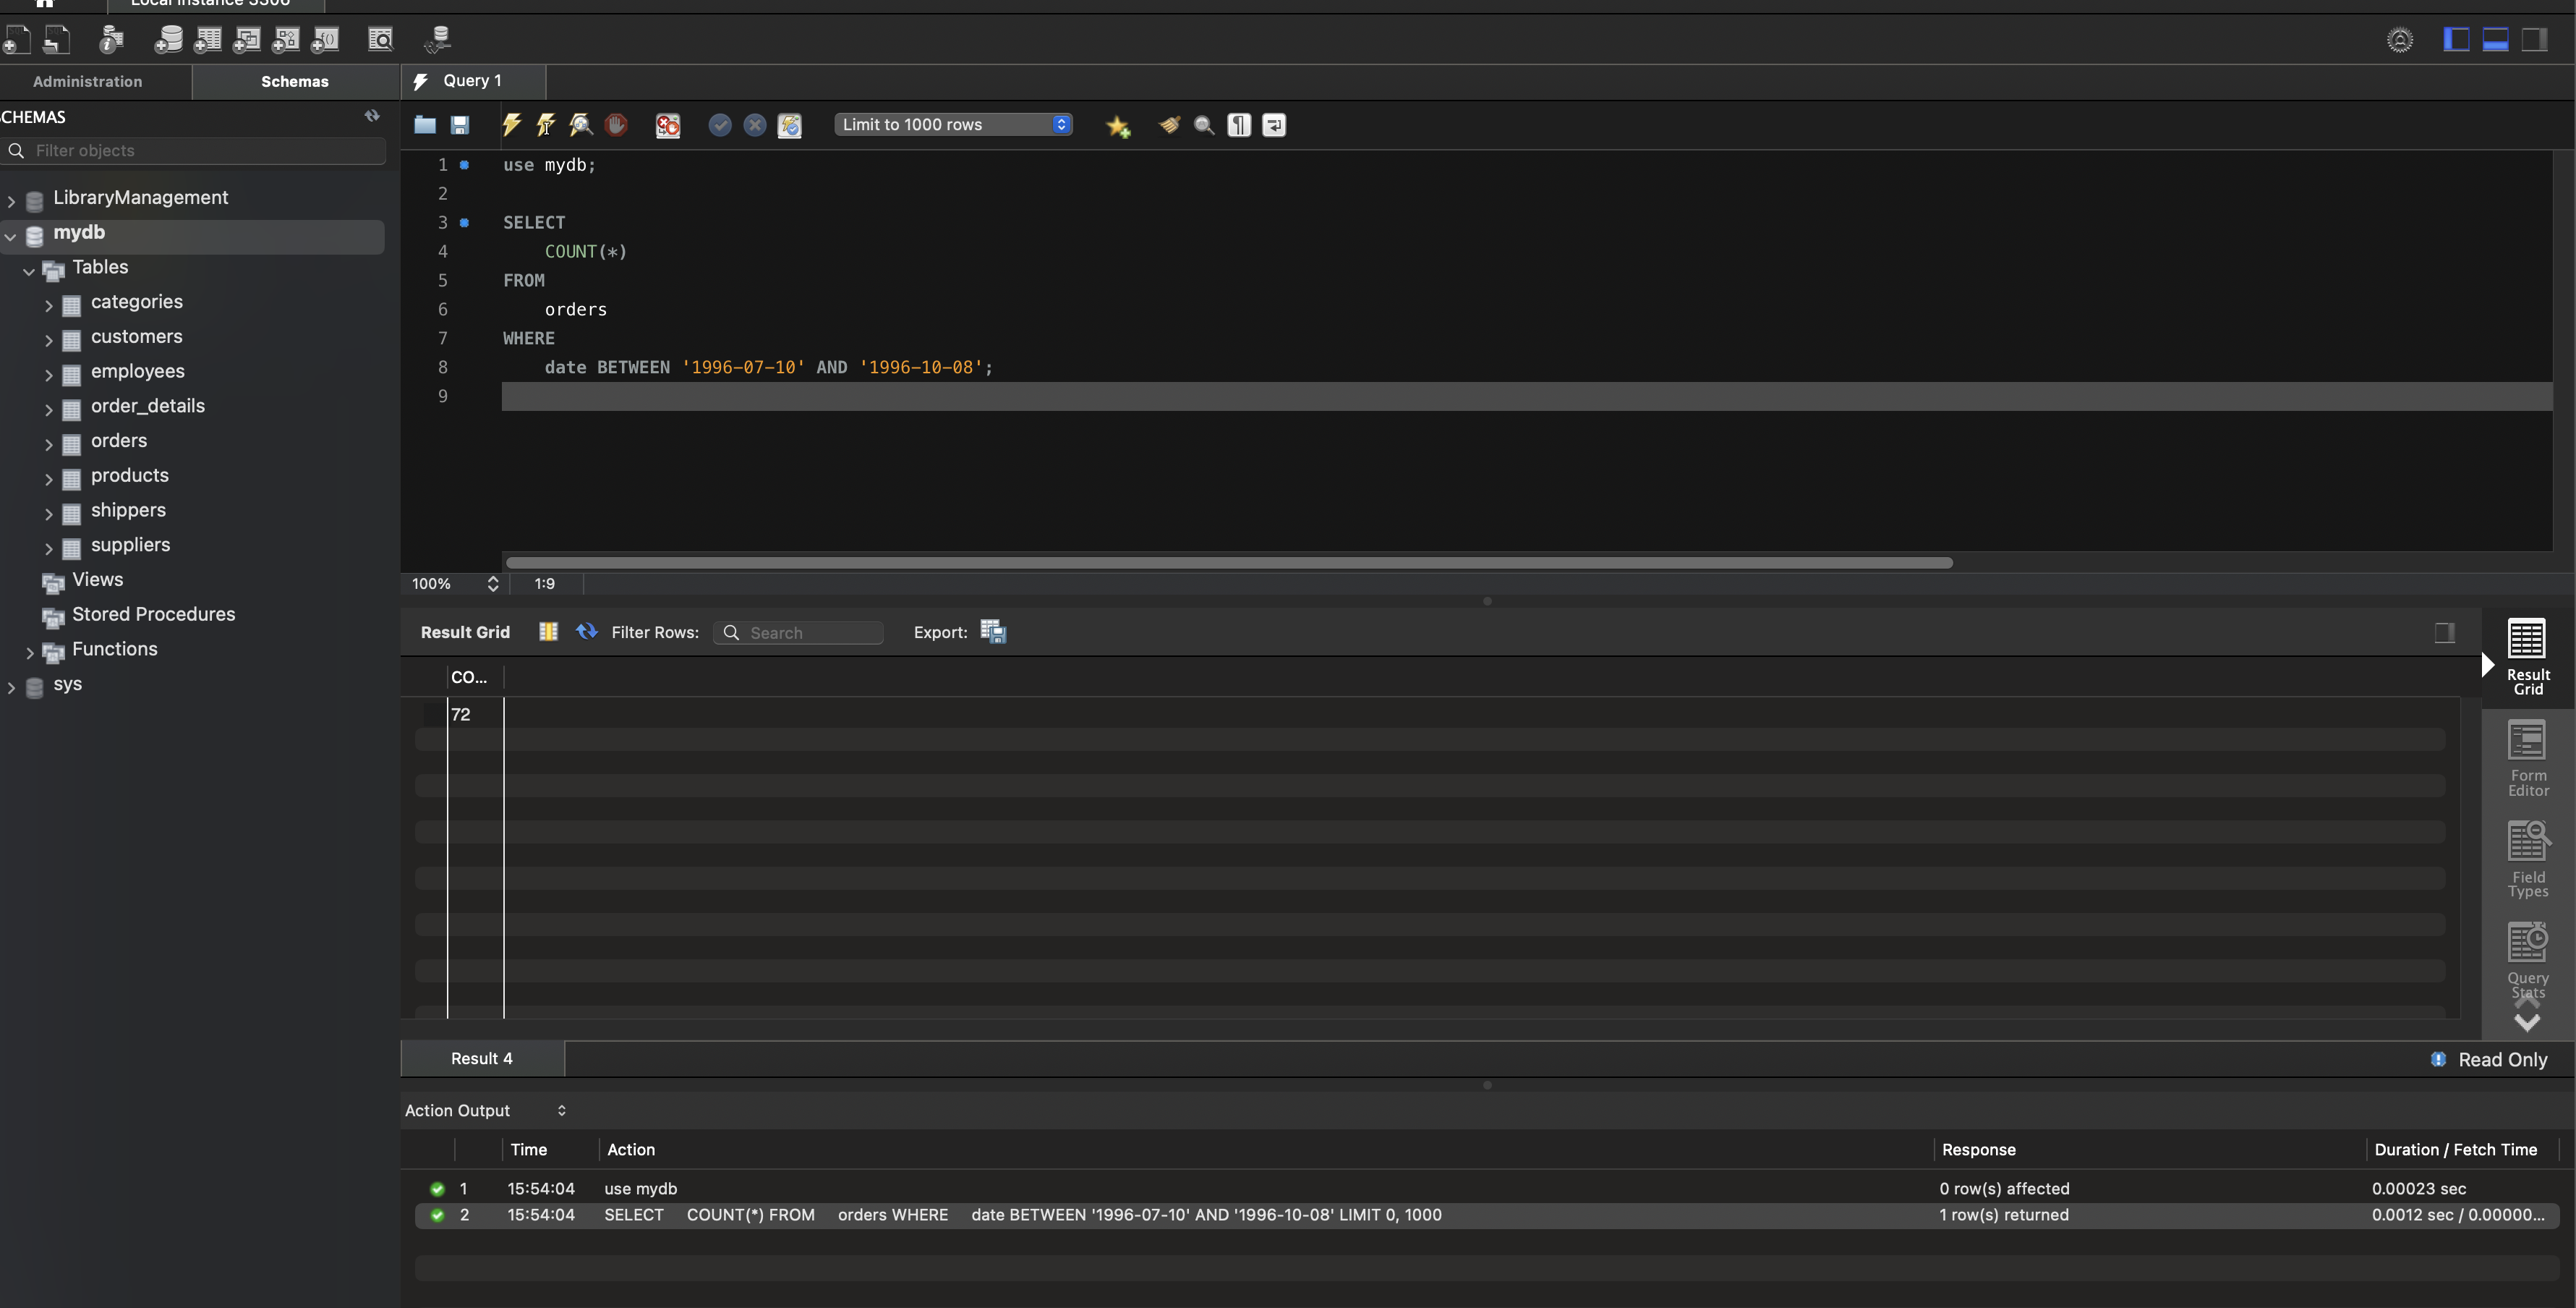 Local instance 3306
Administration
Schemas
Query 1
SCHEMAS
Filter objects
LibraryManagement
mydb
Tables
categories
customers
employees
order_details
orders
products
shippers
suppliers
Views
Stored Procedures
Functions
sys
Limit to 1000 rows
1 use mydb;
2
3 SELECT
4 COUNT(*)
5 FROM
6 orders
7 WHERE
8 date BETWEEN '1996-07-10' AND '1996-10-08';
9
100% 1:9
Result Grid Filter Rows: Search Export:
CO...
72
Result Grid
Form Editor
Field Types
Query Stats
Result 4
Read Only
Action Output
Time Action Response Duration / Fetch Time
1 15:54:04 use mydb 0 row(s) affected 0.00023 sec
2 15:54:04 SELECT COUNT(*) FROM orders WHERE date BETWEEN '1996-07-10' AND '1996-10-08' LIMIT 0, 1000 1 row(s) returned 0.0012 sec / 0.00000...